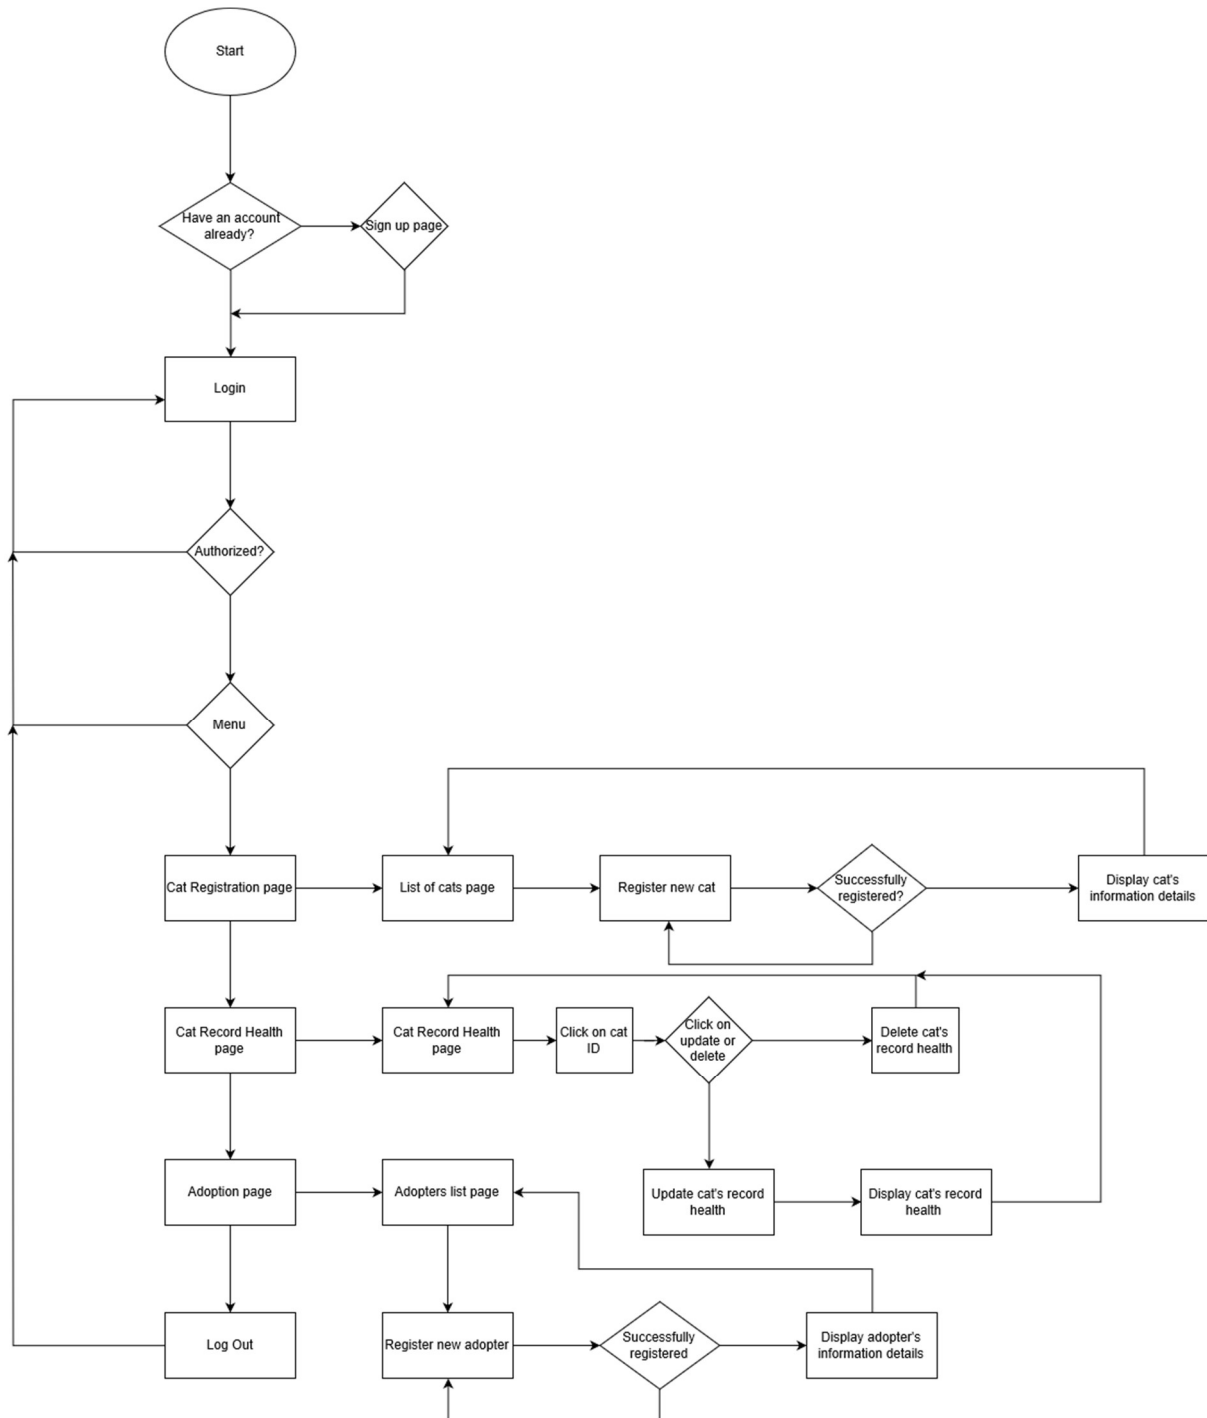 Start
Have an account
already?
Sign up page
Login
Authorized?
Menu
Cat Registration page
List of cats page
Register new cat
Successfully
registered?
Display cat's
information details
Cat Record Health
page
Cat Record Health
page
Click on cat
ID
Click on
update or
delete
Delete cat's
record health
Adoption page
Adopters list page
Update cat's record
health
Display cat's record
health
Log Out
Register new adopter
Successfully
registered
Display adopter's
information details